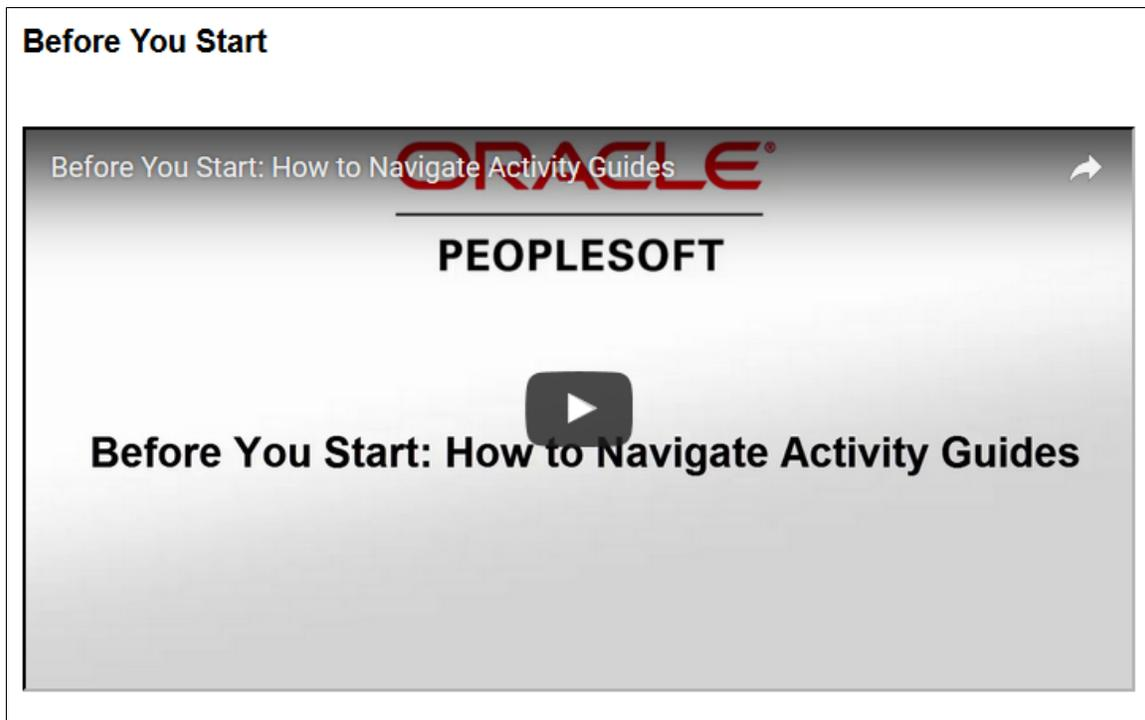 Before You Start
Before You Start: How to Navigate Activity Guides
ORACLE®
PEOPLESOFT
Before You Start: How to Navigate Activity Guides